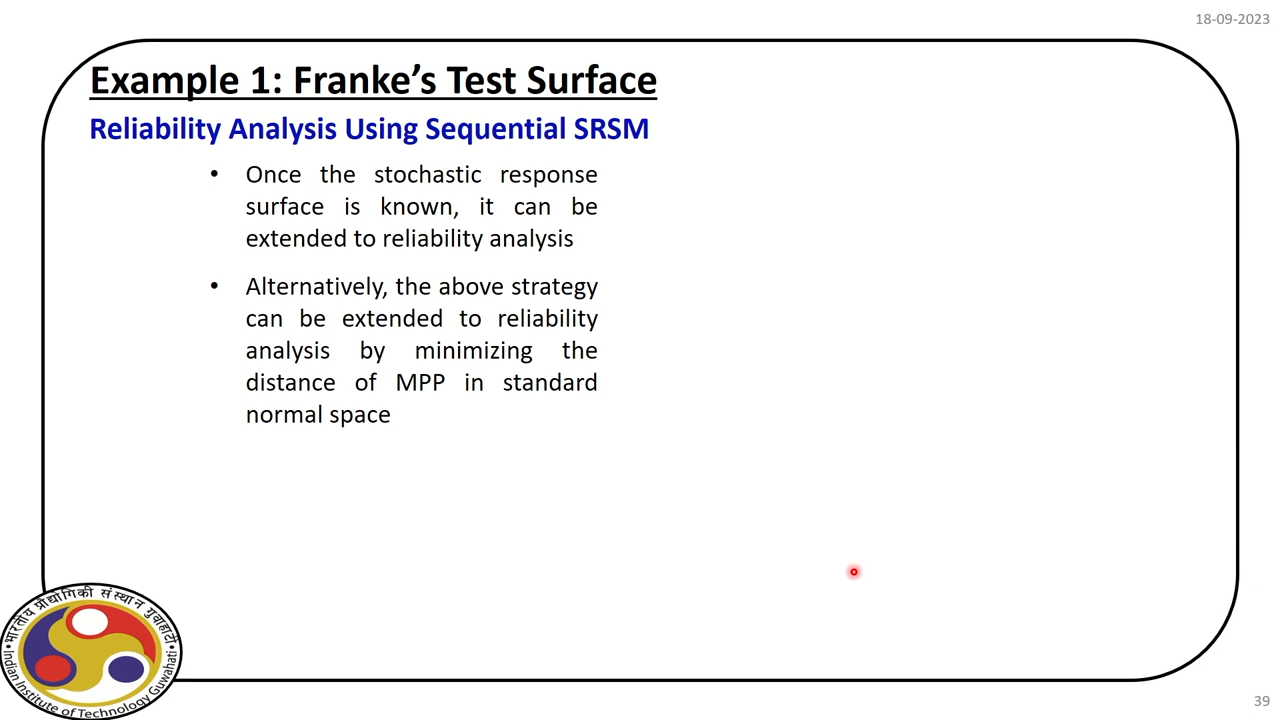 18-09-2023
Example 1: Franke’s Test Surface
Reliability Analysis Using Sequential SRSM
• Once the stochastic response
surface is known, it can be
extended to reliability analysis
• Alternatively, the above strategy
can be extended to reliability
analysis by minimizing the
distance of MPP in standard
normal space
भारतीय प्रौद्योगिकी संस्थान गुवाहाटी
Indian Institute of Technology Guwahati
39